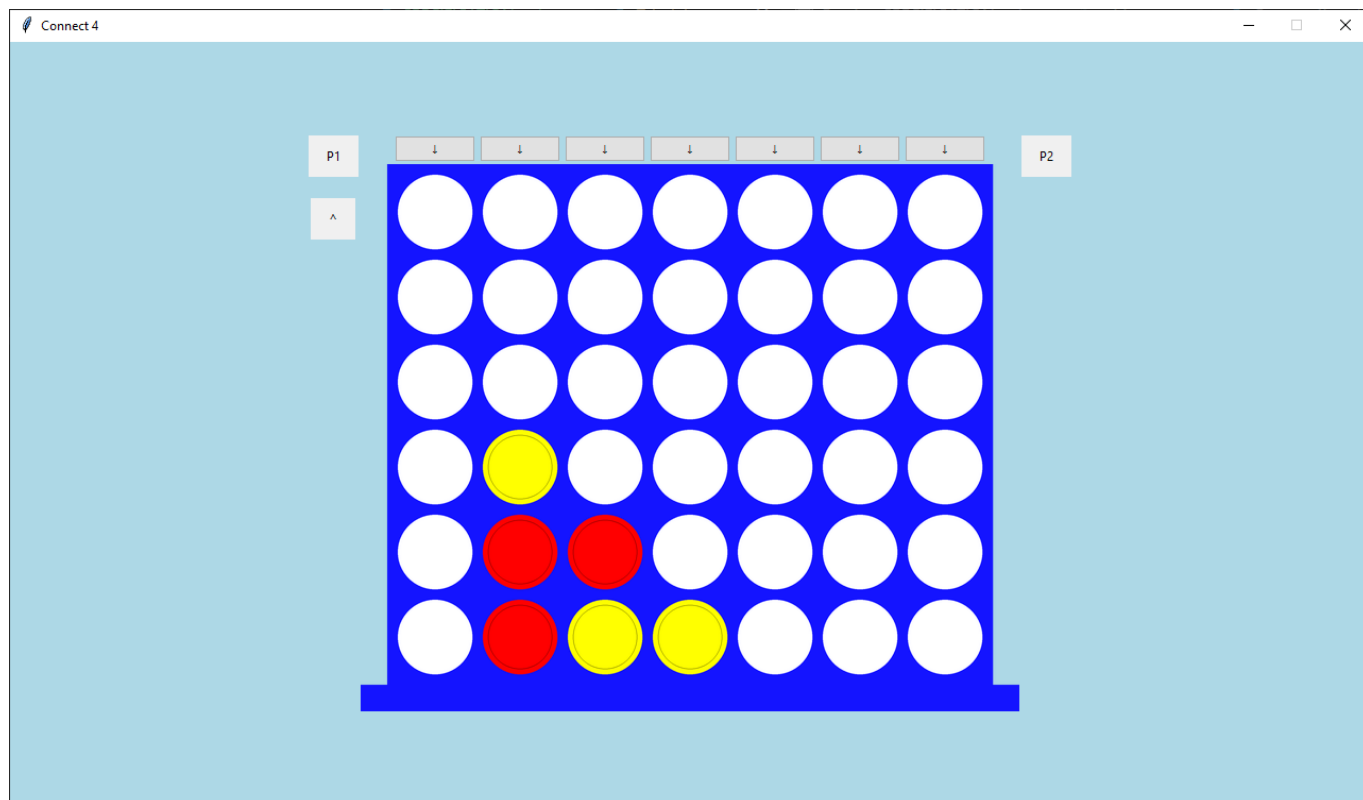 Connect 4
P1 ↓ ↓ ↓ ↓ ↓ ↓ ↓ P2
^